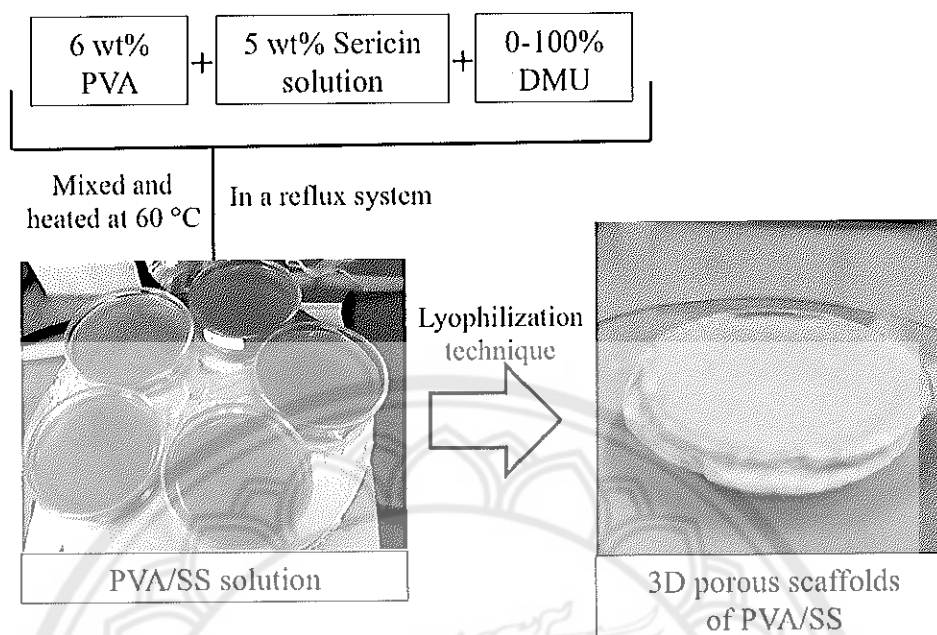 6 wt%
PVA
+
5 wt% Sericin
solution
+
0-100%
DMU
Mixed and
heated at 60 °C
In a reflux system
Lyophilization
technique
PVA/SS solution
3D porous scaffolds
of PVA/SS